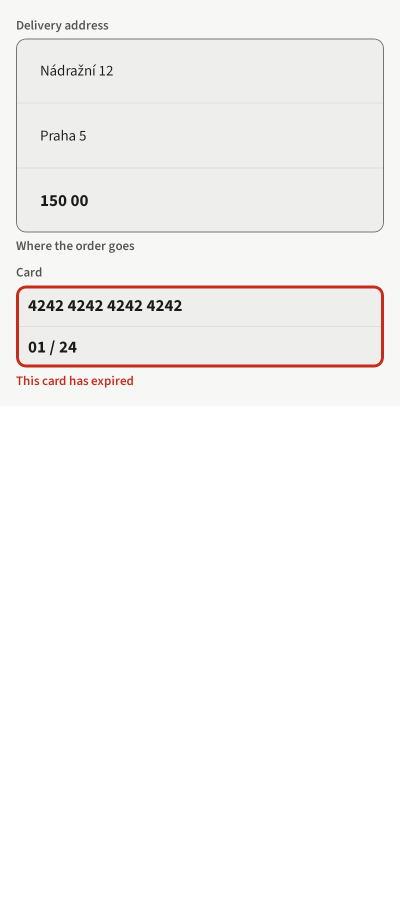 Delivery address
Nádražní 12
Praha 5
150 00
Where the order goes
Card
4242 4242 4242 4242
01 / 24
This card has expired